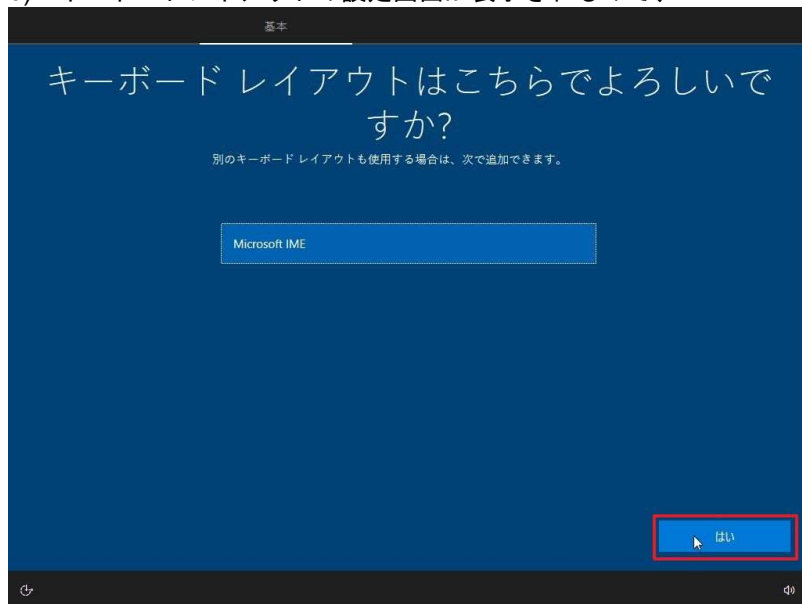 基本
キーボード レイアウトはこちらでよろしいで
すか?
別のキーボード レイアウトも使用する場合は、次で追加できます。
Microsoft IME
はい